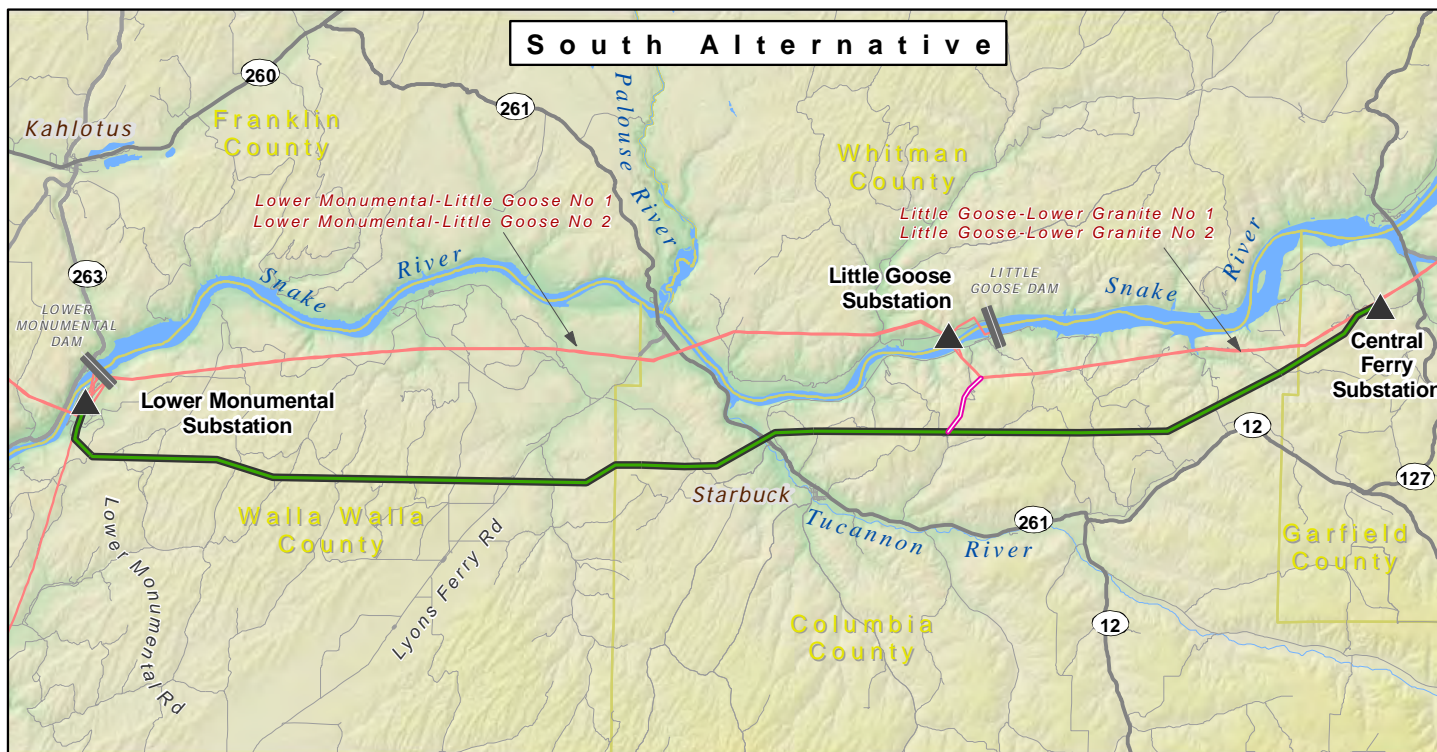 South Alternative
260
Kahlotus
Franklin
County
261
Palouse River
Whitman
County
Lower Monumental-Little Goose No 1
Lower Monumental-Little Goose No 2
Little Goose-Lower Granite No 1
Little Goose-Lower Granite No 2
263
Snake River
Little Goose
Substation
LITTLE
GOOSE DAM
Snake River
LOWER
MONUMENTAL
DAM
Central
Ferry
Substation
Lower Monumental
Substation
12
127
Starbuck
Walla Walla
County
Lower Monumental Rd
Lyons Ferry Rd
Tucannon River
261
Garfield
County
Columbia
County
12